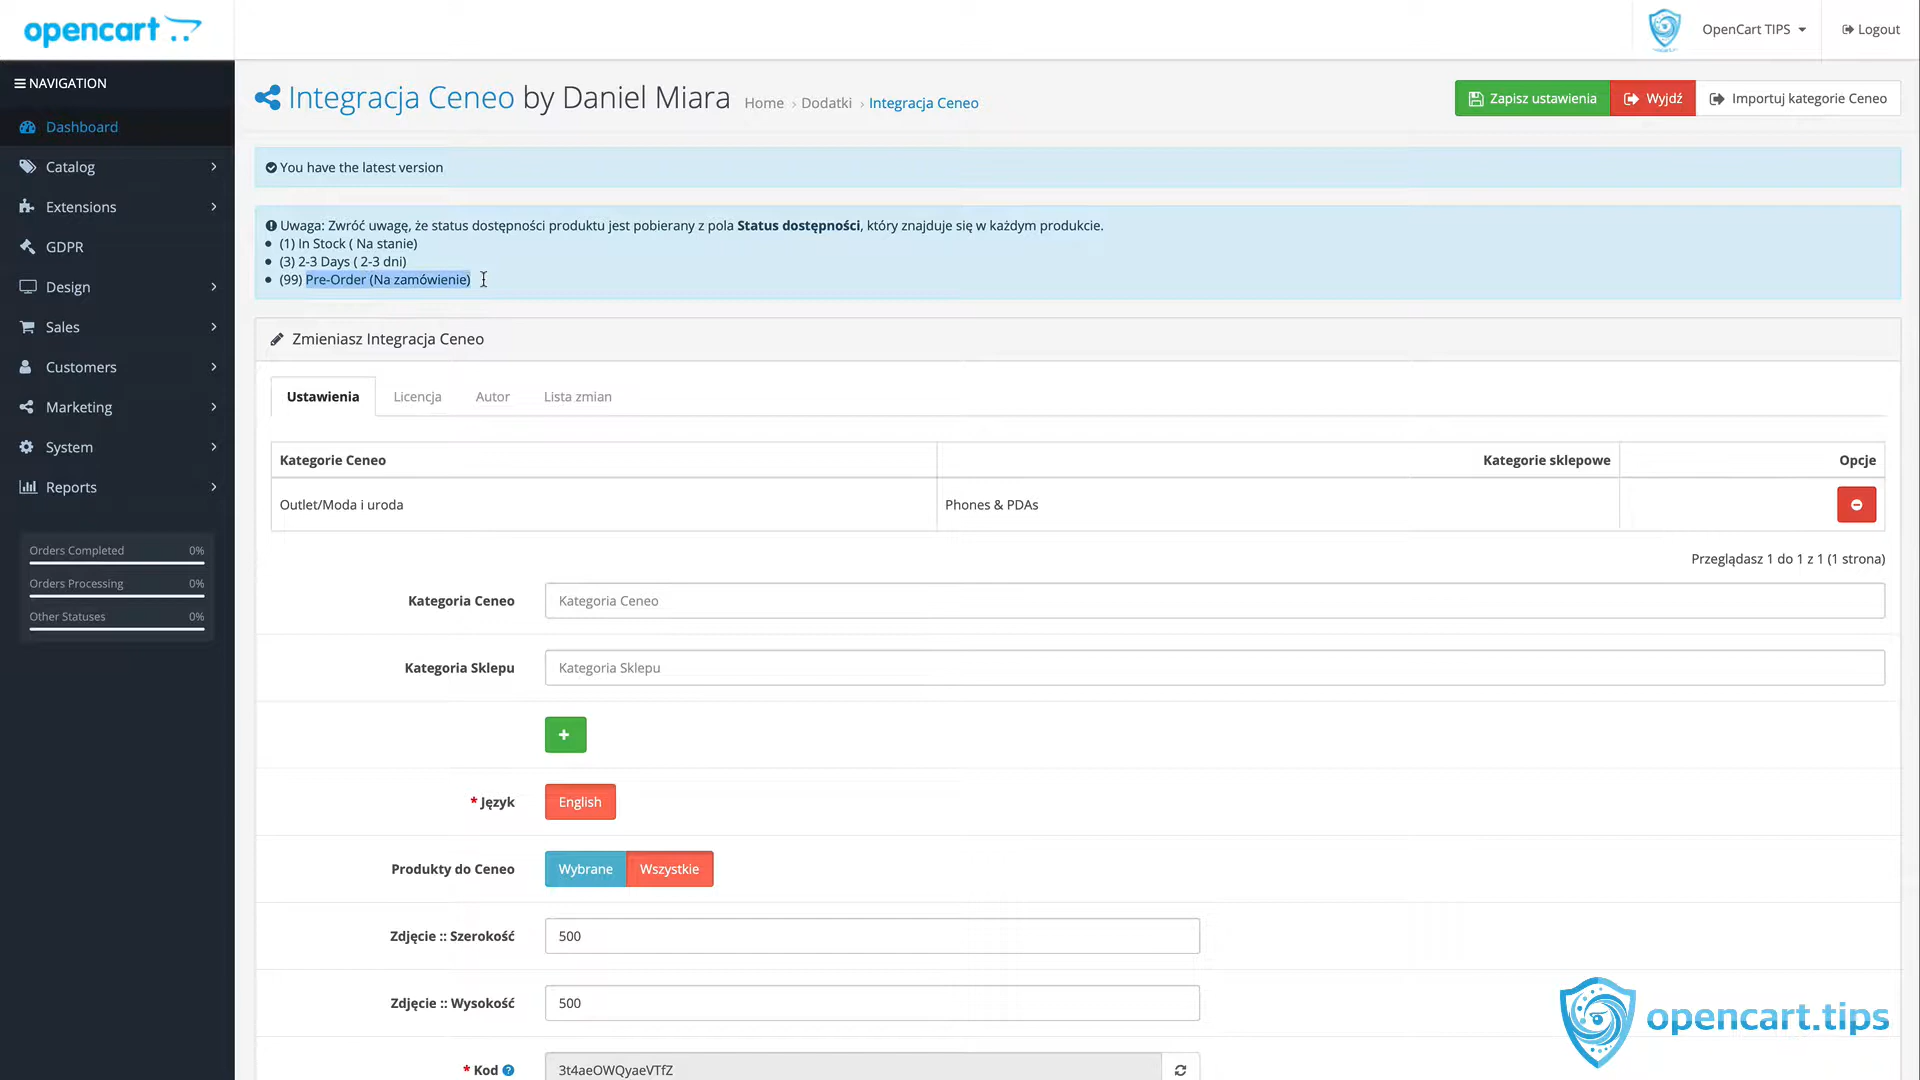 opencart
OpenCart TIPS
Logout
NAVIGATION
Integracja Ceneo by Daniel Miara
Home › Dodatki › Integracja Ceneo
Zapisz ustawienia
Wyjdź
Importuj kategorie Ceneo
Dashboard
Catalog
Extensions
GDPR
Design
Sales
Customers
Marketing
System
Reports
Orders Completed 0%
Orders Processing 0%
Other Statuses 0%
You have the latest version
Uwaga: Zwróć uwagę, że status dostępności produktu jest pobierany z pola Status dostępności, który znajduje się w każdym produkcie.
(1) In Stock ( Na stanie)
(3) 2-3 Days ( 2-3 dni)
(99) Pre-Order (Na zamówienie)
Zmieniasz Integracja Ceneo
Ustawienia Licencja Autor Lista zmian
Kategorie Ceneo Kategorie sklepowe Opcje
Outlet/Moda i uroda Phones & PDAs
Przeglądasz 1 do 1 z 1 (1 strona)
Kategoria Ceneo Kategoria Ceneo
Kategoria Sklepu Kategoria Sklepu
* Język English
Produkty do Ceneo Wybrane Wszystkie
Zdjęcie :: Szerokość 500
Zdjęcie :: Wysokość 500
* Kod 3t4aeOWQyaeVTfZ
opencart.tips